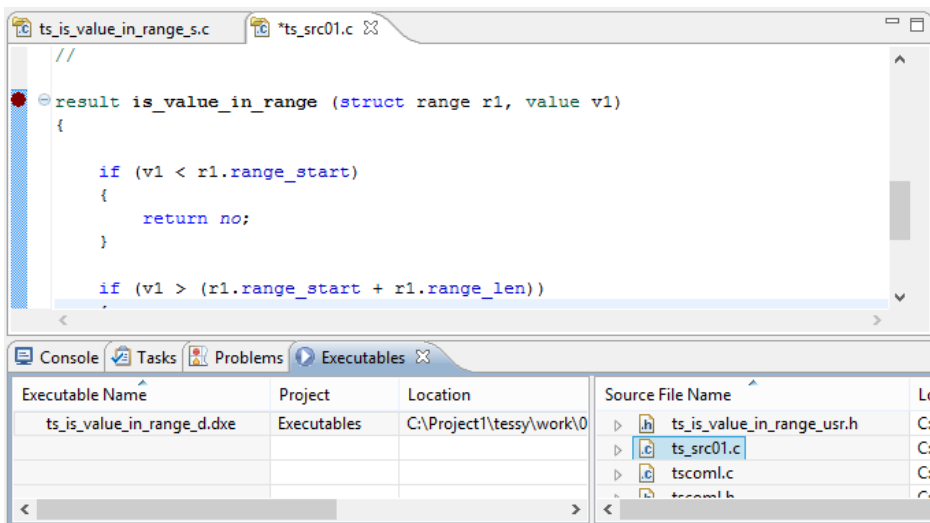 ts_is_value_in_range_s.c *ts_src01.c
//
result is_value_in_range (struct range r1, value v1)
{
if (v1 < r1.range_start)
{
return no;
}
if (v1 > (r1.range_start + r1.range_len))
Console Tasks Problems Executables
Executable Name Project Location Source File Name
ts_is_value_in_range_d.dxe Executables C:\Project1\tessy\work\0 .h ts_is_value_in_range_usr.h C:
.c ts_src01.c C:
.c tscoml.c C:
tscoml.h